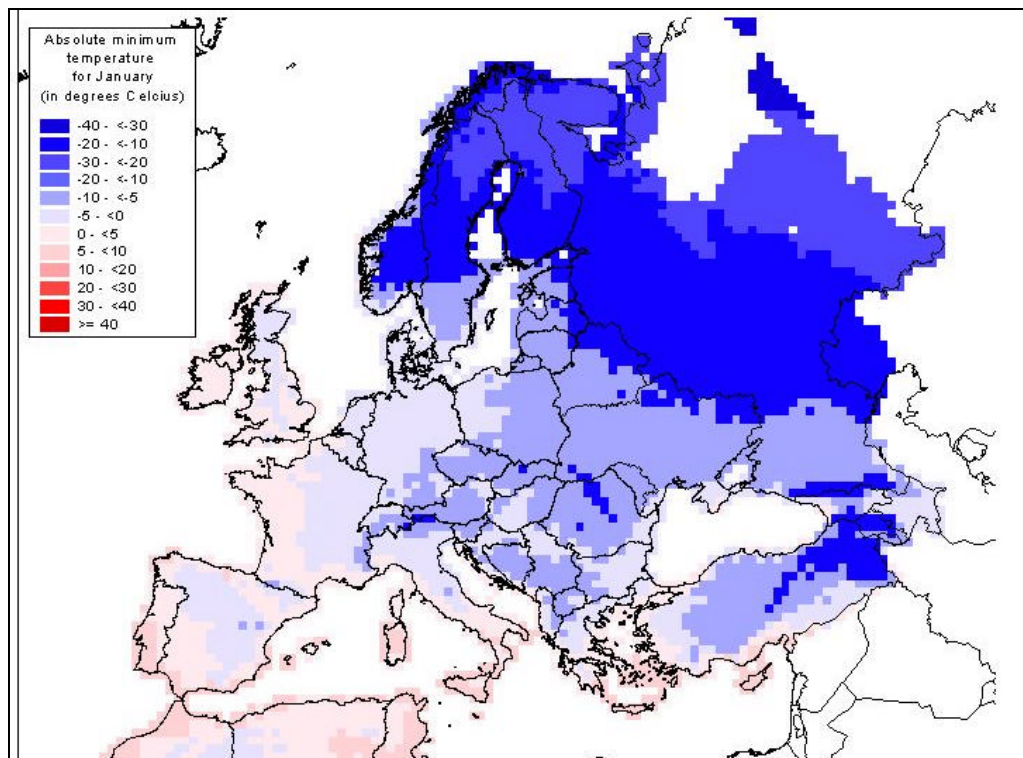 Absolute minimum
temperature
for January
(in degrees Celcius)
-40 - <-30
-20 - <-10
-30 - <-20
-20 - <-10
-10 - <-5
-5 - <0
0 - <5
5 - <10
10 - <20
20 - <30
30 - <40
>= 40